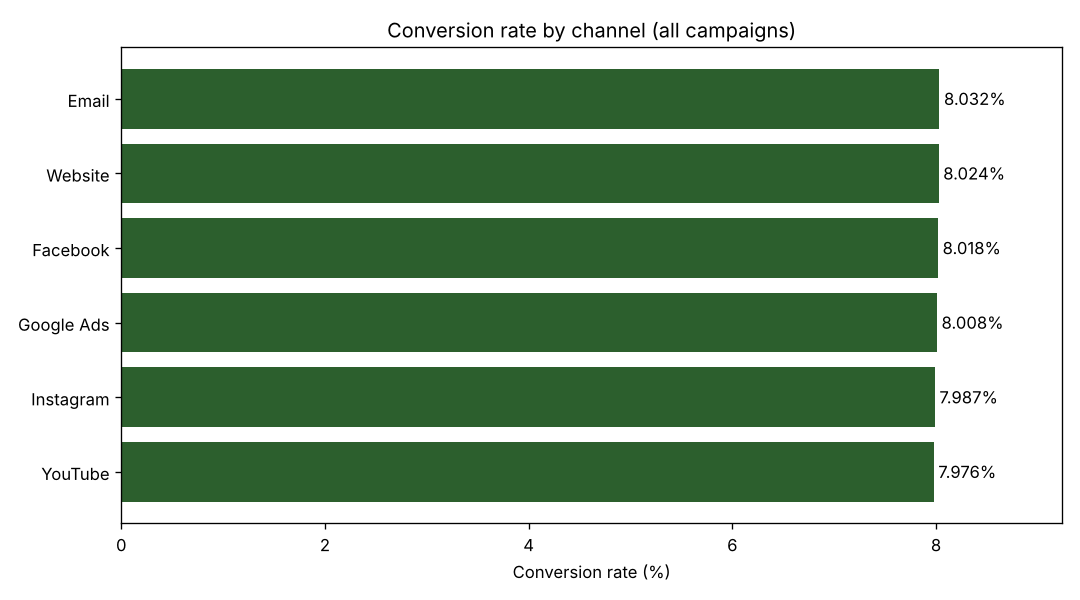 Conversion rate by channel (all campaigns)
Email 8.032%
Website 8.024%
Facebook 8.018%
Google Ads 8.008%
Instagram 7.987%
YouTube 7.976%
0 2 4 6 8
Conversion rate (%)